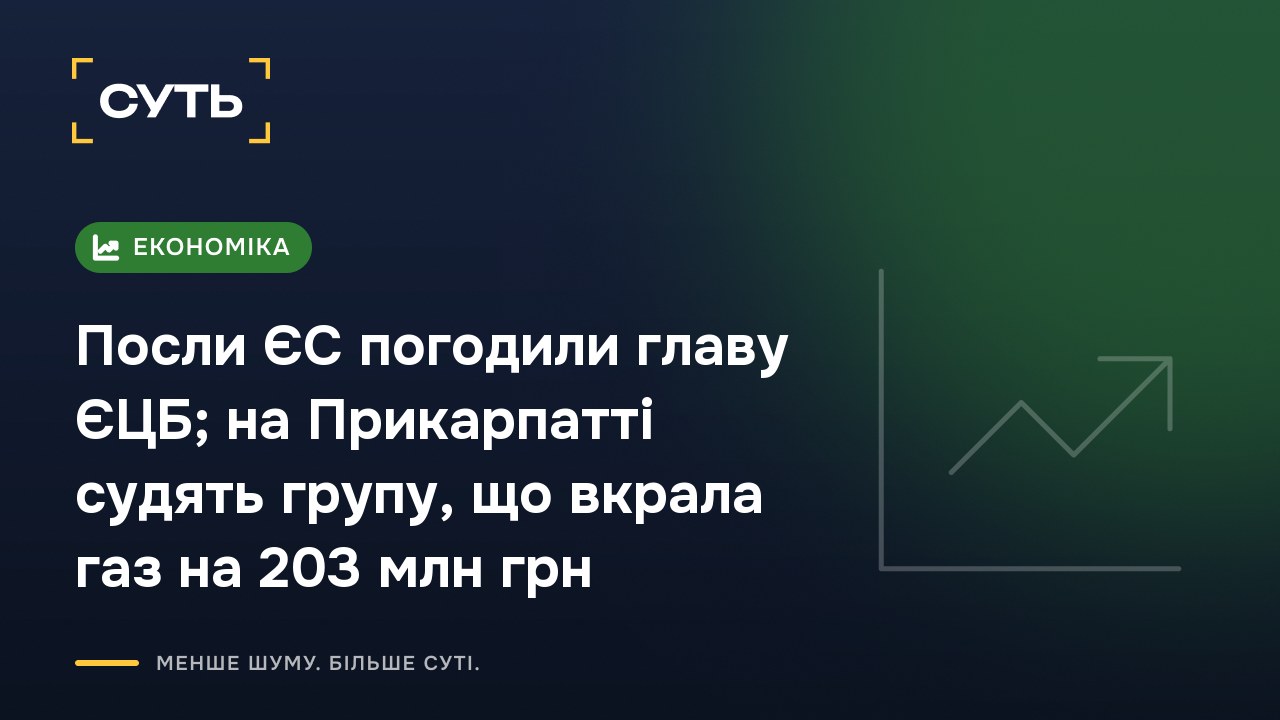 СУТЬ
ЕКОНОМІКА
Посли ЄС погодили главу
ЄЦБ; на Прикарпатті
судять групу, що вкрала
газ на 203 млн грн
МЕНШЕ ШУМУ. БІЛЬШЕ СУТІ.